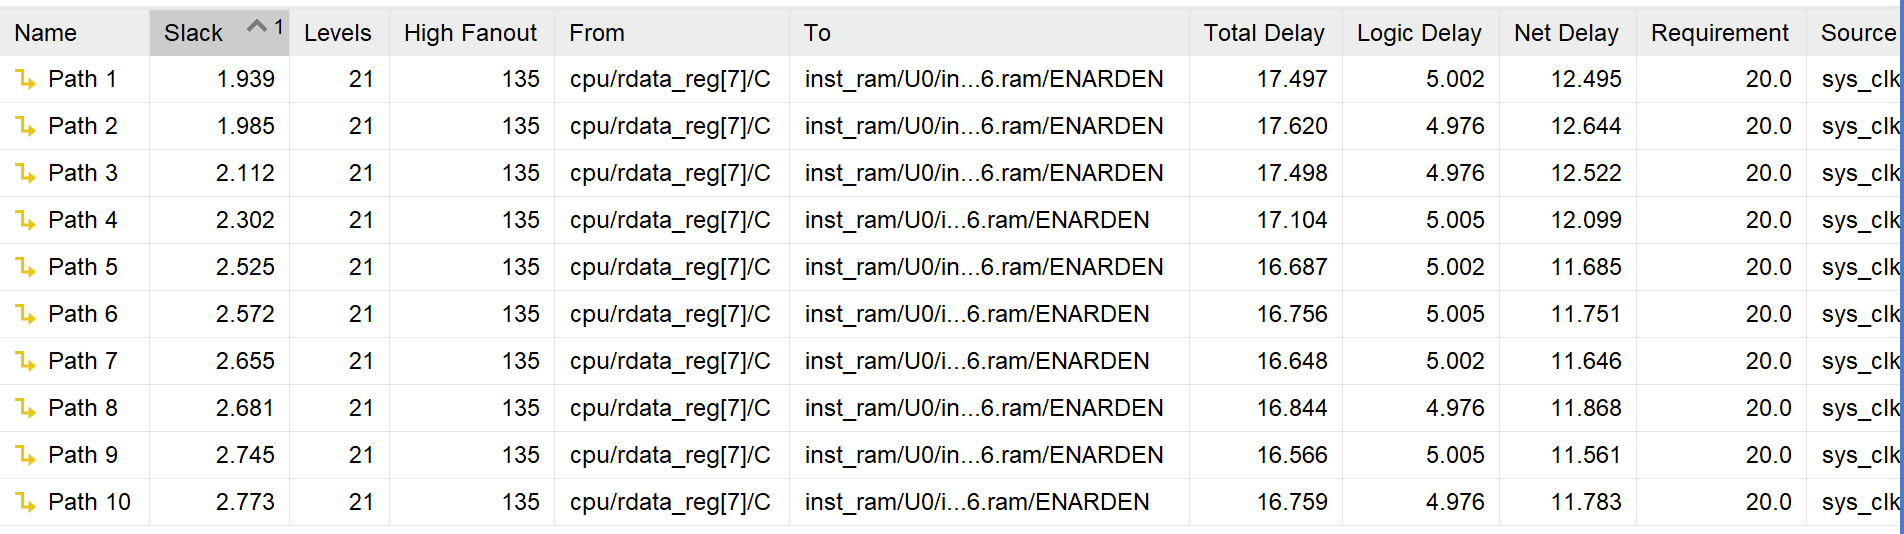 Name Slack 1 Levels High Fanout From To Total Delay Logic Delay Net Delay Requirement Source
Path 1 1.939 21 135 cpu/rdata_reg[7]/C inst_ram/U0/in...6.ram/ENARDEN 17.497 5.002 12.495 20.0 sys_clk
Path 2 1.985 21 135 cpu/rdata_reg[7]/C inst_ram/U0/in...6.ram/ENARDEN 17.620 4.976 12.644 20.0 sys_clk
Path 3 2.112 21 135 cpu/rdata_reg[7]/C inst_ram/U0/in...6.ram/ENARDEN 17.498 4.976 12.522 20.0 sys_clk
Path 4 2.302 21 135 cpu/rdata_reg[7]/C inst_ram/U0/i...6.ram/ENARDEN 17.104 5.005 12.099 20.0 sys_clk
Path 5 2.525 21 135 cpu/rdata_reg[7]/C inst_ram/U0/in...6.ram/ENARDEN 16.687 5.002 11.685 20.0 sys_clk
Path 6 2.572 21 135 cpu/rdata_reg[7]/C inst_ram/U0/i...6.ram/ENARDEN 16.756 5.005 11.751 20.0 sys_clk
Path 7 2.655 21 135 cpu/rdata_reg[7]/C inst_ram/U0/in...6.ram/ENARDEN 16.648 5.002 11.646 20.0 sys_clk
Path 8 2.681 21 135 cpu/rdata_reg[7]/C inst_ram/U0/in...6.ram/ENARDEN 16.844 4.976 11.868 20.0 sys_clk
Path 9 2.745 21 135 cpu/rdata_reg[7]/C inst_ram/U0/in...6.ram/ENARDEN 16.566 5.005 11.561 20.0 sys_clk
Path 10 2.773 21 135 cpu/rdata_reg[7]/C inst_ram/U0/i...6.ram/ENARDEN 16.759 4.976 11.783 20.0 sys_clk